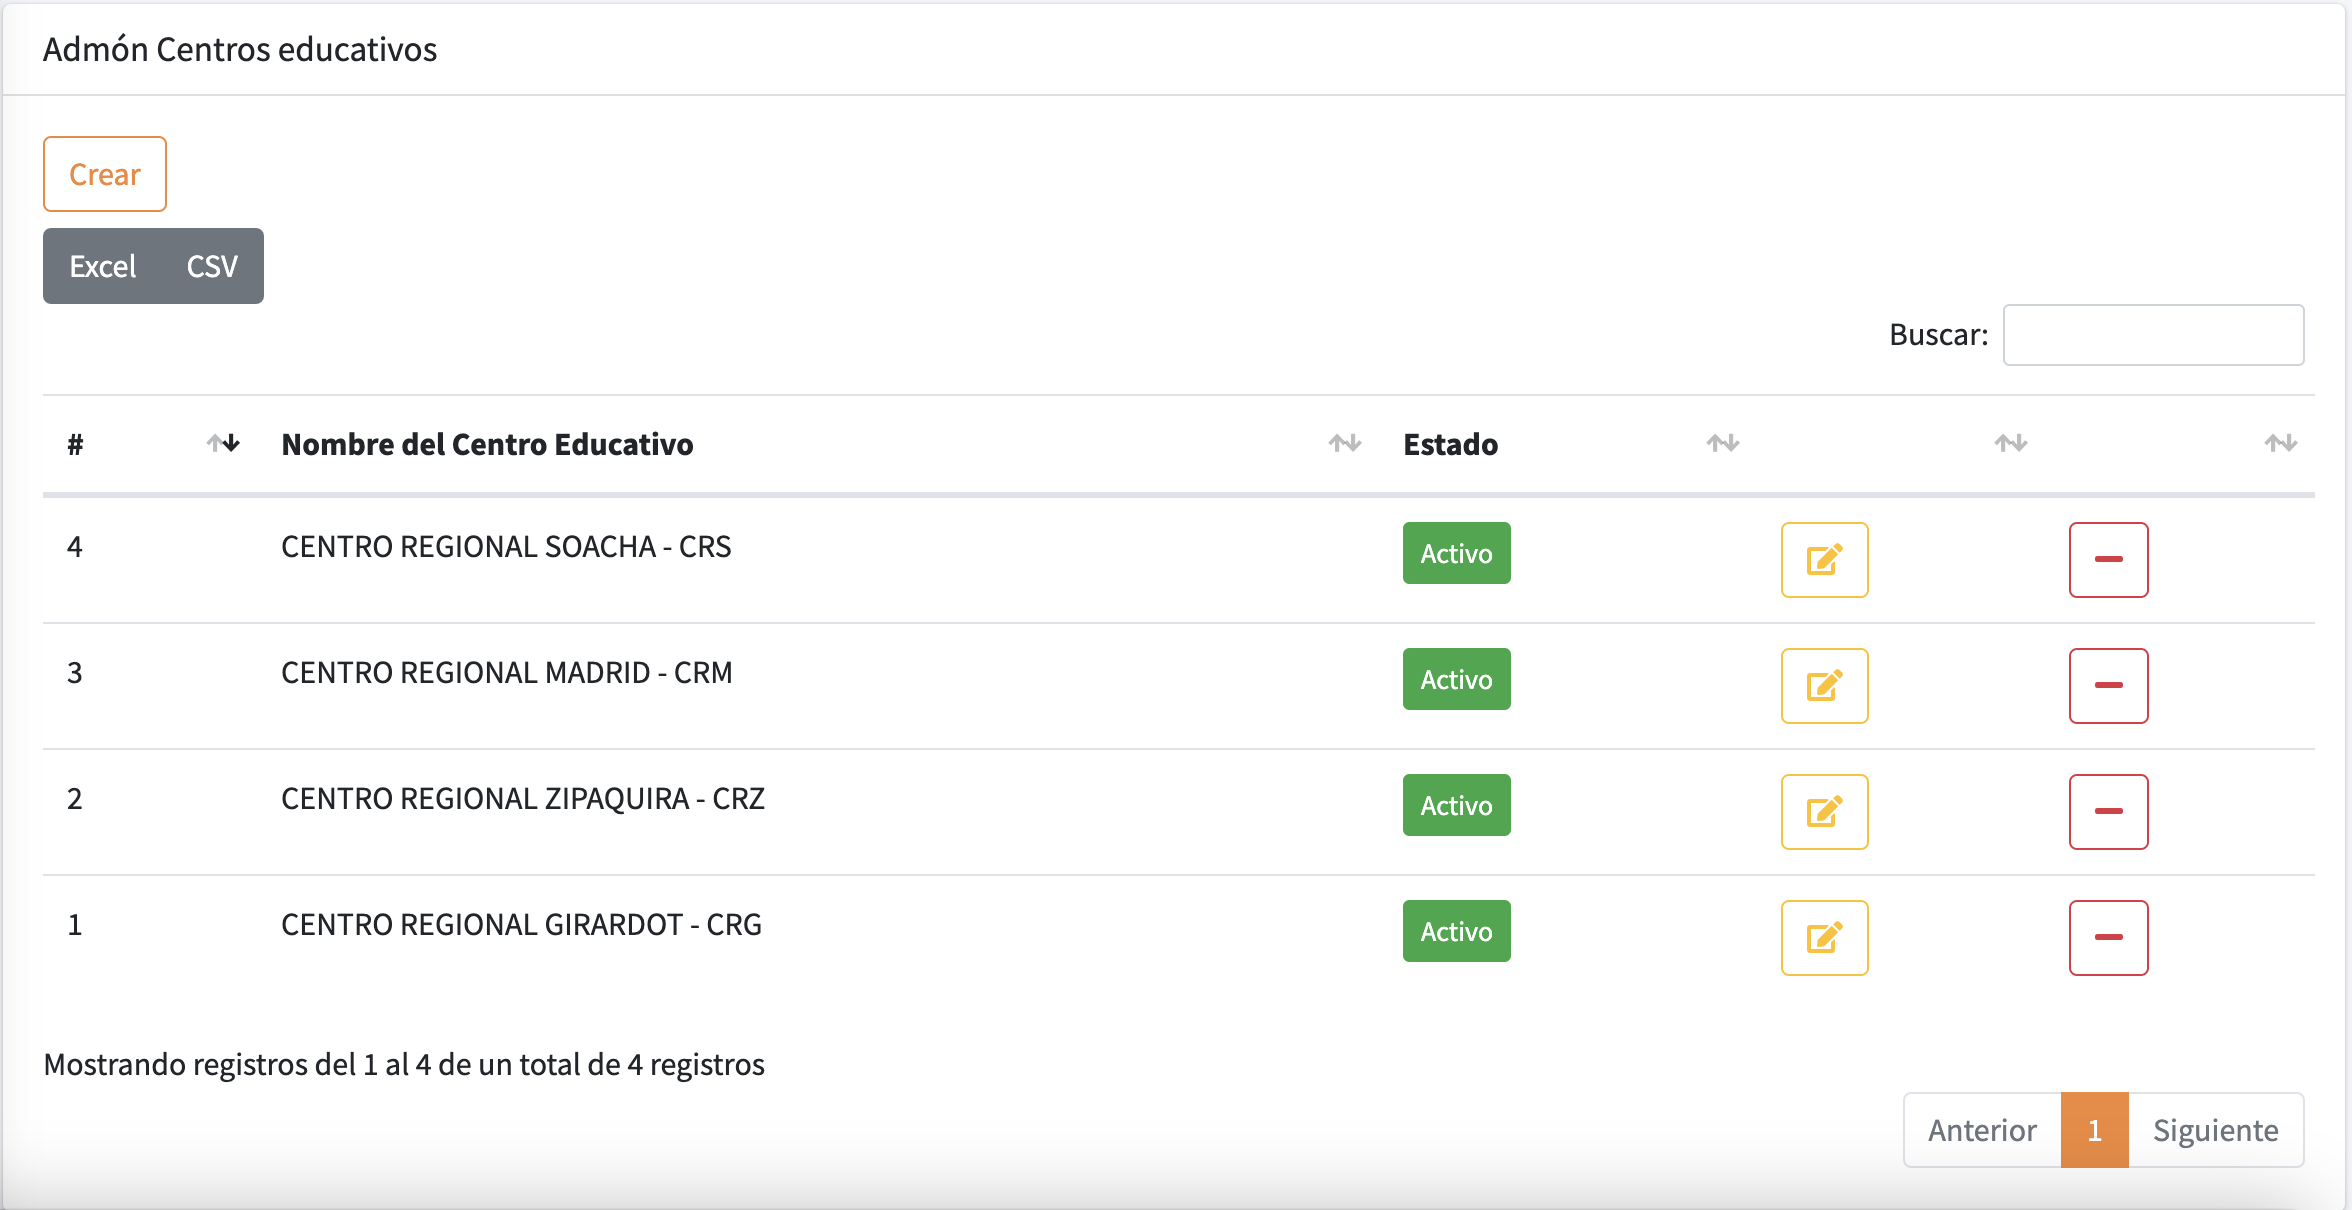 Admón Centros educativos
Crear
Excel CSV
Buscar:
# Nombre del Centro Educativo Estado
4 CENTRO REGIONAL SOACHA - CRS Activo
3 CENTRO REGIONAL MADRID - CRM Activo
2 CENTRO REGIONAL ZIPAQUIRA - CRZ Activo
1 CENTRO REGIONAL GIRARDOT - CRG Activo
Mostrando registros del 1 al 4 de un total de 4 registros
Anterior 1 Siguiente